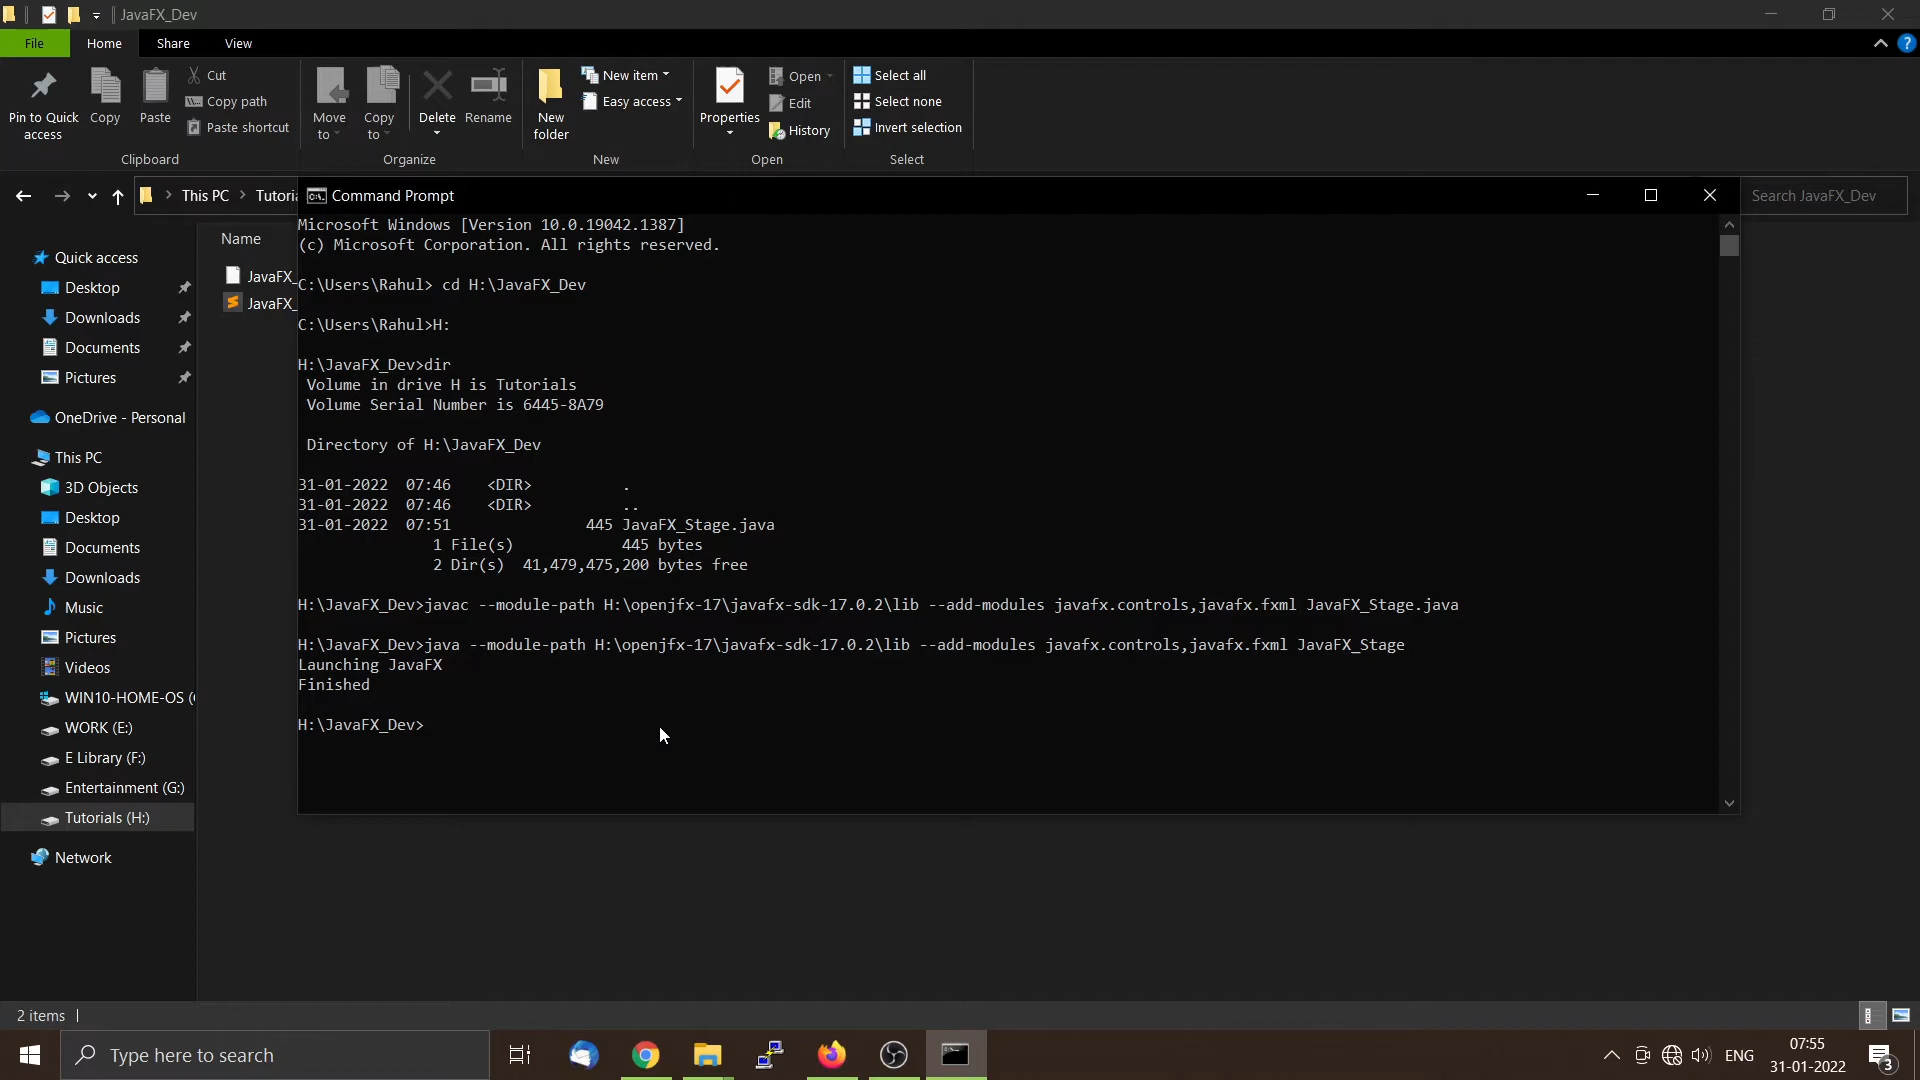 JavaFX_Dev
File Home Share View
Pin to Quick access
Copy
Paste
Cut
Copy path
Paste shortcut
Clipboard
Move to
Copy to
Delete
Rename
Organize
New folder
New item
Easy access
New
Properties
Open
Edit
History
Open
Select all
Select none
Invert selection
Select
This PC
Search JavaFX_Dev
Name
JavaFX_
JavaFX_
Quick access
Desktop
Downloads
Documents
Pictures
OneDrive - Personal
This PC
3D Objects
Desktop
Documents
Downloads
Music
Pictures
Videos
WIN10-HOME-OS (
WORK (E:)
E Library (F:)
Entertainment (G:)
Tutorials (H:)
Network
Command Prompt
Microsoft Windows [Version 10.0.19042.1387]
(c) Microsoft Corporation. All rights reserved.
C:\Users\Rahul> cd H:\JavaFX_Dev
C:\Users\Rahul>H:
H:\JavaFX_Dev>dir
Volume in drive H is Tutorials
Volume Serial Number is 6445-8A79
Directory of H:\JavaFX_Dev
31-01-2022 07:46 <DIR> .
31-01-2022 07:46 <DIR> ..
31-01-2022 07:51 445 JavaFX_Stage.java
1 File(s) 445 bytes
2 Dir(s) 41,479,475,200 bytes free
H:\JavaFX_Dev>javac --module-path H:\openjfx-17\javafx-sdk-17.0.2\lib --add-modules javafx.controls,javafx.fxml JavaFX_Stage.java
H:\JavaFX_Dev>java --module-path H:\openjfx-17\javafx-sdk-17.0.2\lib --add-modules javafx.controls,javafx.fxml JavaFX_Stage
Launching JavaFX
Finished
H:\JavaFX_Dev>
2 items
Type here to search
ENG
07:55
31-01-2022
3